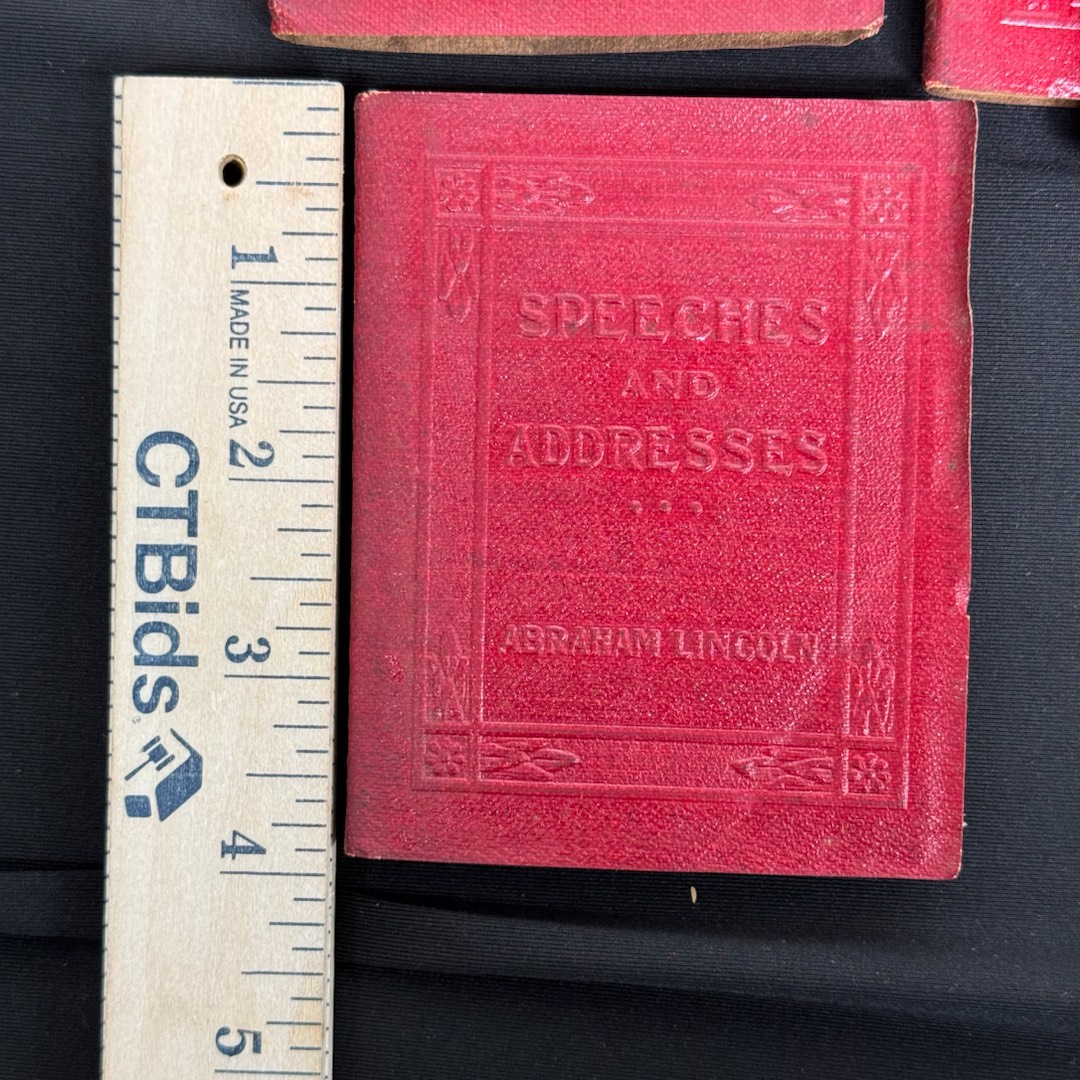 SPEECHES
AND
ADDRESSES
ABRAHAM LINCOLN
1
MADE IN USA
2
3
4
5
CTBids